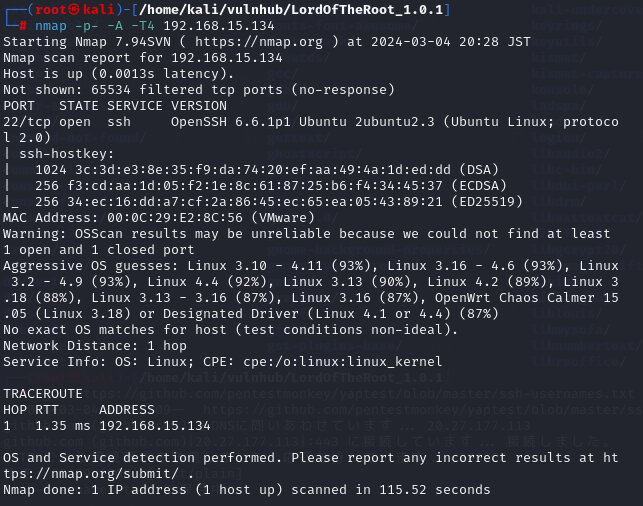 ┌──(root㉿kali)-[/home/kali/vulnhub/LordOfTheRoot_1.0.1]
└─# nmap -p- -A -T4 192.168.15.134
Starting Nmap 7.94SVN ( https://nmap.org ) at 2024-03-04 20:28 JST
Nmap scan report for 192.168.15.134
Host is up (0.0013s latency).
Not shown: 65534 filtered tcp ports (no-response)
PORT   STATE SERVICE VERSION
22/tcp open  ssh     OpenSSH 6.6.1p1 Ubuntu 2ubuntu2.3 (Ubuntu Linux; protoco
l 2.0)
| ssh-hostkey:
|   1024 3c:3d:e3:8e:35:f9:da:74:20:ef:aa:49:4a:1d:ed:dd (DSA)
|   256 f3:cd:aa:1d:05:f2:1e:8c:61:87:25:b6:f4:34:45:37 (ECDSA)
|_  256 34:ec:16:dd:a7:cf:2a:86:45:ec:65:ea:05:43:89:21 (ED25519)
MAC Address: 00:0C:29:E2:8C:56 (VMware)
Warning: OSScan results may be unreliable because we could not find at least
1 open and 1 closed port
Aggressive OS guesses: Linux 3.10 - 4.11 (93%), Linux 3.16 - 4.6 (93%), Linux
 3.2 - 4.9 (93%), Linux 4.4 (92%), Linux 3.13 (90%), Linux 4.2 (89%), Linux 3
.18 (88%), Linux 3.13 - 3.16 (87%), Linux 3.16 (87%), OpenWrt Chaos Calmer 15
.05 (Linux 3.18) or Designated Driver (Linux 4.1 or 4.4) (87%)
No exact OS matches for host (test conditions non-ideal).
Network Distance: 1 hop
Service Info: OS: Linux; CPE: cpe:/o:linux:linux_kernel
TRACEROUTE
HOP RTT     ADDRESS
1   1.35 ms 192.168.15.134
OS and Service detection performed. Please report any incorrect results at ht
tps://nmap.org/submit/ .
Nmap done: 1 IP address (1 host up) scanned in 115.52 seconds